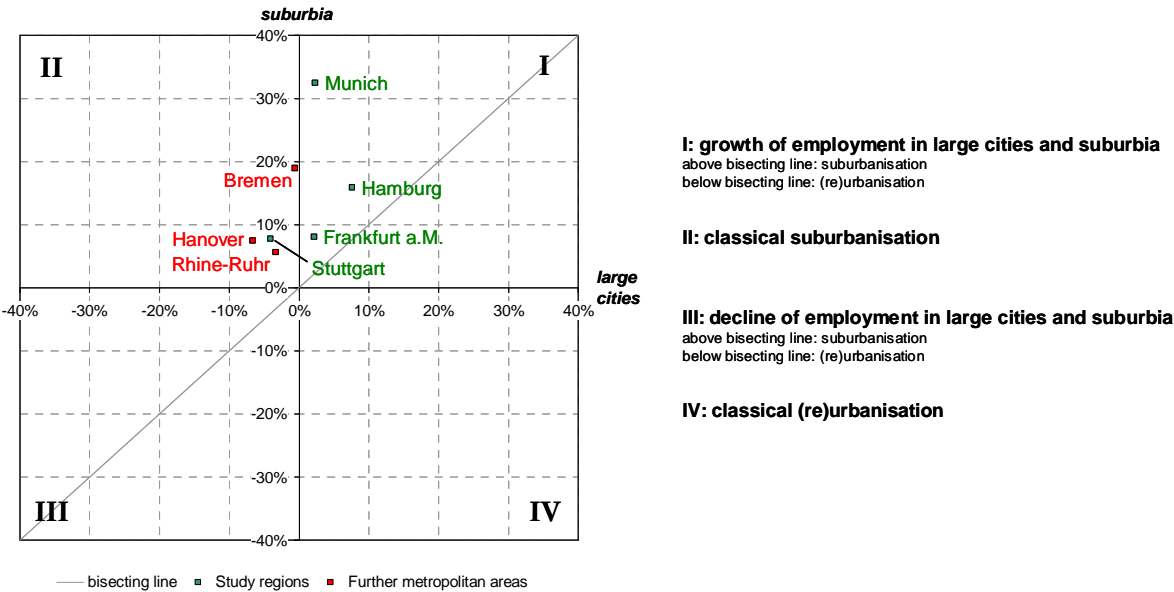 suburbia
40%
II
I
Munich
30%
20%
Bremen
Hamburg
10%
Hanover
Frankfurt a.M.
Rhine-Ruhr
Stuttgart
large
cities
0%
-40% -30% -20% -10% 0% 10% 20% 30% 40%
-10%
-20%
-30%
III
IV
-40%
bisecting line Study regions Further metropolitan areas
I: growth of employment in large cities and suburbia
above bisecting line: suburbanisation
below bisecting line: (re)urbanisation
II: classical suburbanisation
III: decline of employment in large cities and suburbia
above bisecting line: suburbanisation
below bisecting line: (re)urbanisation
IV: classical (re)urbanisation